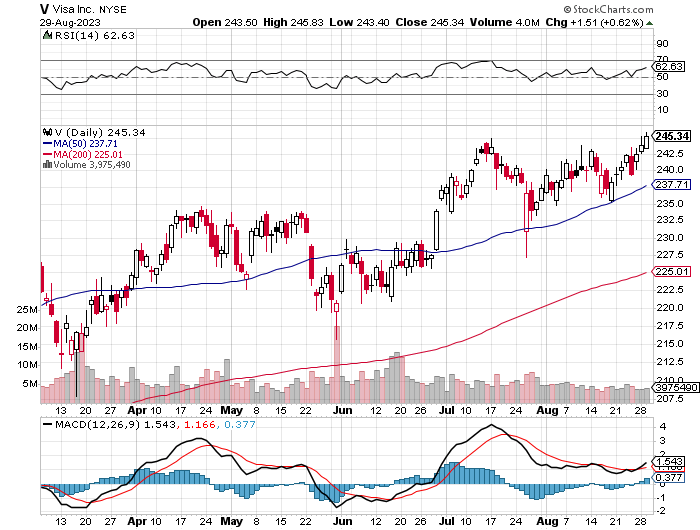 V Visa Inc. NYSE © StockCharts.com
29-Aug-2023 Open 243.50 High 245.83 Low 243.40 Close 245.34 Volume 4.0M Chg +1.51 (+0.62%)
RSI(14) 62.63
90
70
62.63
50
30
10
V (Daily) 245.34
MA(50) 237.71
MA(200) 225.01
Volume 3,975,490
245.34
242.5
240.0
237.71
235.0
232.5
230.0
227.5
225.01
222.5
220.0
217.5
215.0
212.5
210.0
3975490
207.5
25M
20M
15M
10M
5M
13 20 27 Apr 10 17 24 May 8 15 22 Jun 12 20 26 Jul 10 17 24 Aug 7 14 21 28
MACD(12,26,9) 1.543, 1.166, 0.377
4
3
2
1.543
0.377
0
-1
-2
13 20 27 Apr 10 17 24 May 8 15 22 Jun 12 20 26 Jul 10 17 24 Aug 7 14 21 28